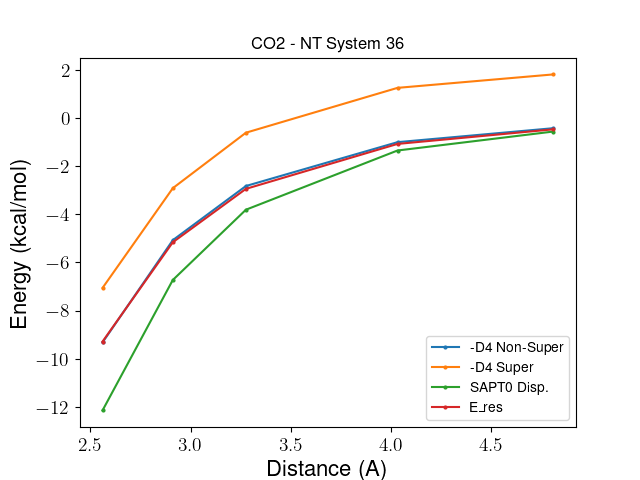 CO2 - NT System 36
Energy (kcal/mol)
2
0
−2
−4
−6
−8
−10
−12
2.5
3.0
3.5
4.0
4.5
Distance (A)
-D4 Non-Super
-D4 Super
SAPT0 Disp.
E_res